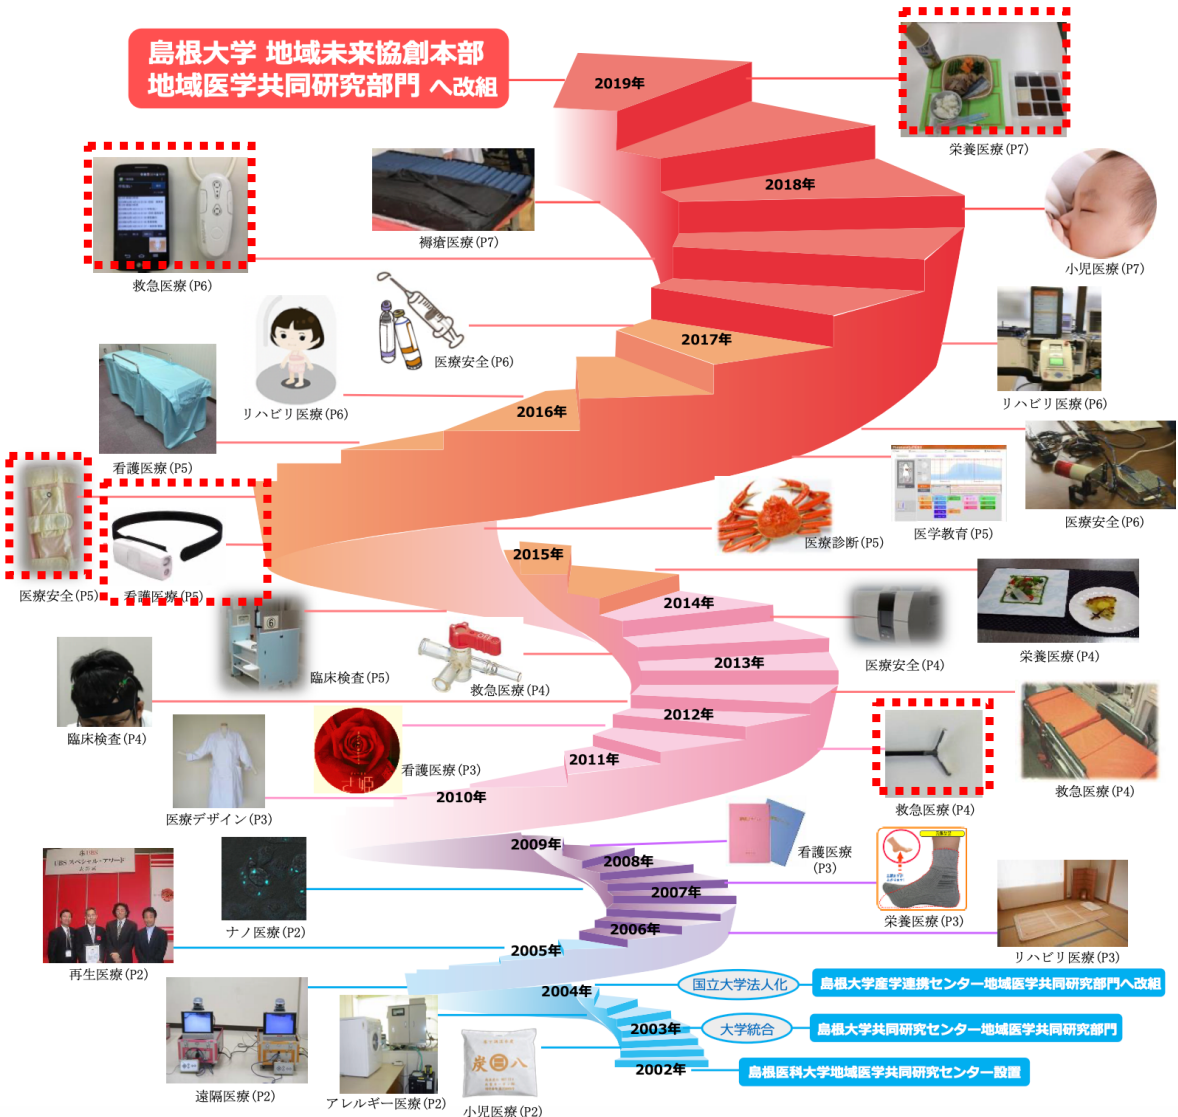 島根大学 地域未来協創本部
地域医学共同研究部門 へ改組
2019年
栄養医療(P7)
褥瘡医療(P7)
2018年
小児医療(P7)
救急医療(P6)
医療安全(P6)
2017年
リハビリ医療(P6)
リハビリ医療(P6)
2016年
看護医療(P5)
医療安全(P6)
医学教育(P5)
医療診断(P5)
2015年
医療安全(P5)
看護医療(P5)
⑥
2014年
医療安全(P4)
栄養医療(P4)
臨床検査(P5)
救急医療(P4)
2013年
臨床検査(P4)
2012年
看護医療(P3)
2011年
救急医療(P4)
救急医療(P4)
医療デザイン(P3)
2010年
2009年
看護医療
(P3)
2008年
2007年
栄養医療(P3)
ナノ医療(P2)
2006年
UBS スペシャル・アワード
再生医療(P2)
2005年
リハビリ医療(P3)
2004年
国立大学法人化
島根大学産学連携センター地域医学共同研究部門へ改組
2003年
大学統合
島根大学共同研究センター地域医学共同研究部門
炭 八
2002年
島根医科大学地域医学共同研究センター設置
遠隔医療(P2)
アレルギー医療(P2)
小児医療(P2)